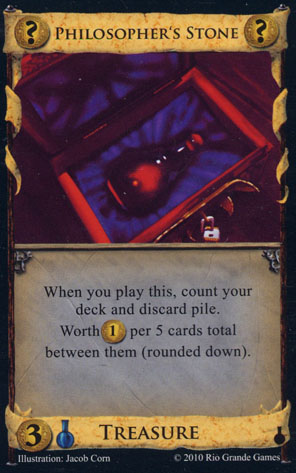 ? PHILOSOPHER'S STONE ?
When you play this, count your
deck and discard pile.
Worth 1 per 5 cards total
between them (rounded down).
3 TREASURE
Illustration: Jacob Corn © 2010 Rio Grande Games